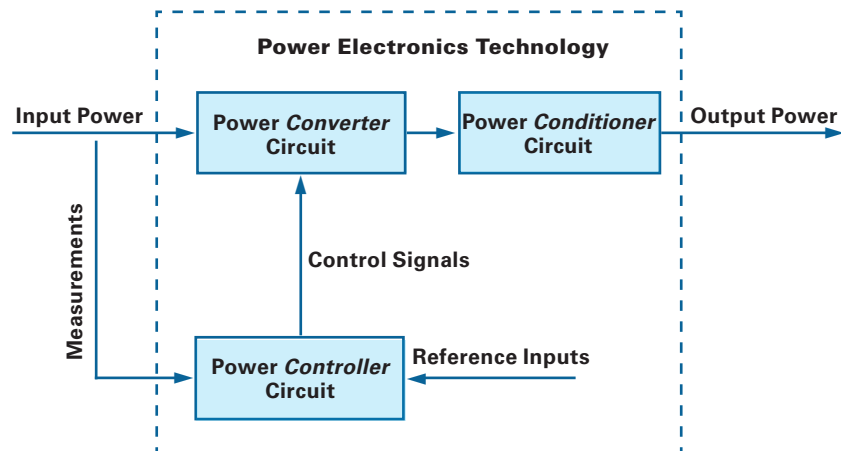 Power Electronics Technology
Input Power
Power Converter
Circuit
Power Conditioner
Circuit
Output Power
Measurements
Control Signals
Power Controller
Circuit
Reference Inputs